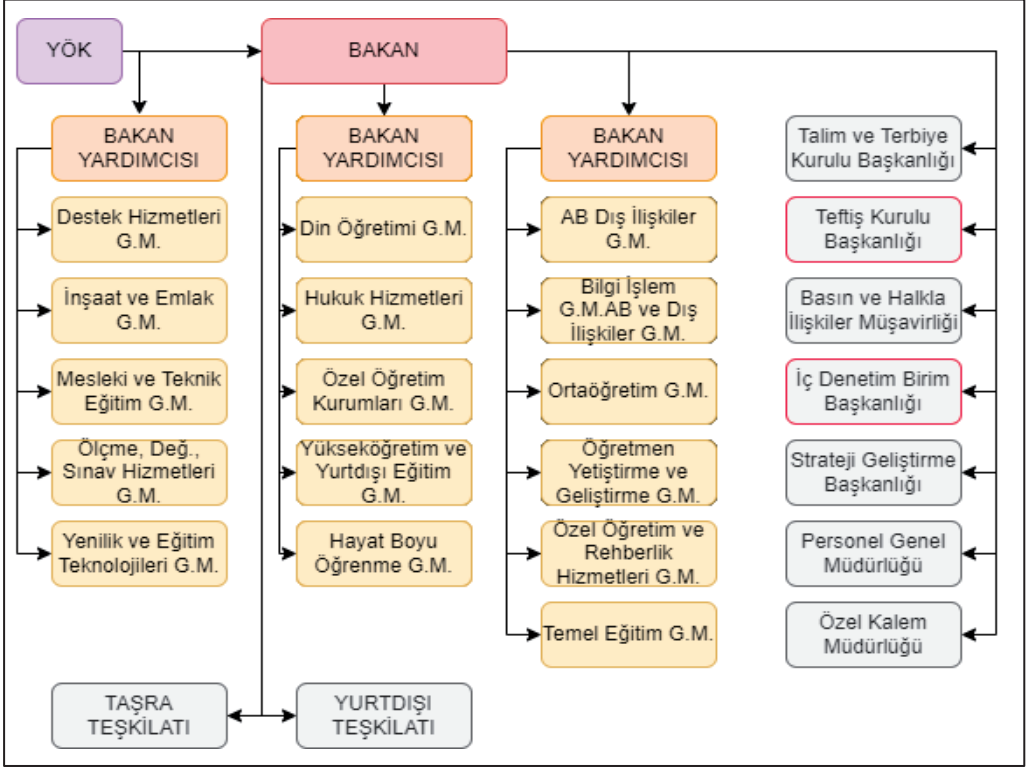 YÖK
BAKAN
BAKAN
YARDIMCISI
Destek Hizmetleri
G.M.
İnşaat ve Emlak
G.M.
Mesleki ve Teknik
Eğitim G.M.
Ölçme, Değ.,
Sınav Hizmetleri
G.M.
Yenilik ve Eğitim
Teknolojileri G.M.
BAKAN
YARDIMCISI
Din Öğretimi G.M.
Hukuk Hizmetleri
G.M.
Özel Öğretim
Kurumları G.M.
Yükseköğretim ve
Yurtdışı Eğitim
G.M.
Hayat Boyu
Öğrenme G.M.
BAKAN
YARDIMCISI
AB Dış İlişkiler
G.M.
Bilgi İşlem
G.M.AB ve Dış
İlişkiler G.M.
Ortaöğretim G.M.
Öğretmen
Yetiştirme ve
Geliştirme G.M.
Özel Öğretim ve
Rehberlik
Hizmetleri G.M.
Temel Eğitim G.M.
Talim ve Terbiye
Kurulu Başkanlığı
Teftiş Kurulu
Başkanlığı
Basın ve Halkla
İlişkiler Müşavirliği
İç Denetim Birim
Başkanlığı
Strateji Geliştirme
Başkanlığı
Personel Genel
Müdürlüğü
Özel Kalem
Müdürlüğü
TAŞRA
TEŞKİLATI
YURTDIŞI
TEŞKİLATI